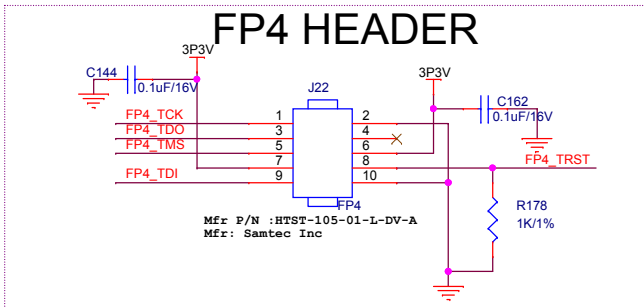 FP4 HEADER
3P3V
3P3V
C144
0.1uF/16V
J22
C162
0.1uF/16V
FP4_TCK
1
2
FP4_TDO
3
4
FP4_TMS
5
6
7
8
FP4_TRST
FP4_TDI
9
10
FP4
R178
1K/1%
Mfr P/N :HTST-105-01-L-DV-A
Mfr: Samtec Inc